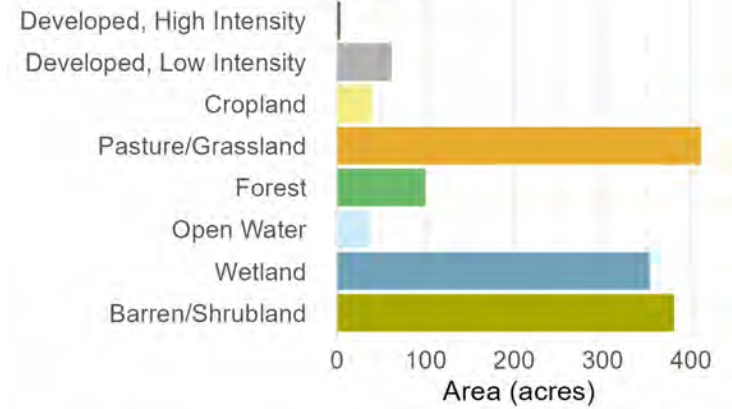 Developed, High Intensity
Developed, Low Intensity
Cropland
Pasture/Grassland
Forest
Open Water
Wetland
Barren/Shrubland
0 100 200 300 400
Area (acres)